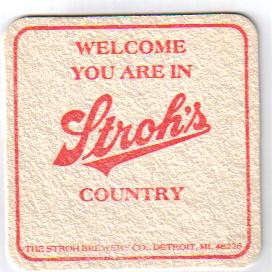 WELCOME
YOU ARE IN
Stroh's
COUNTRY
THE STROH BREWERY CO., DETROIT, MI. 48226